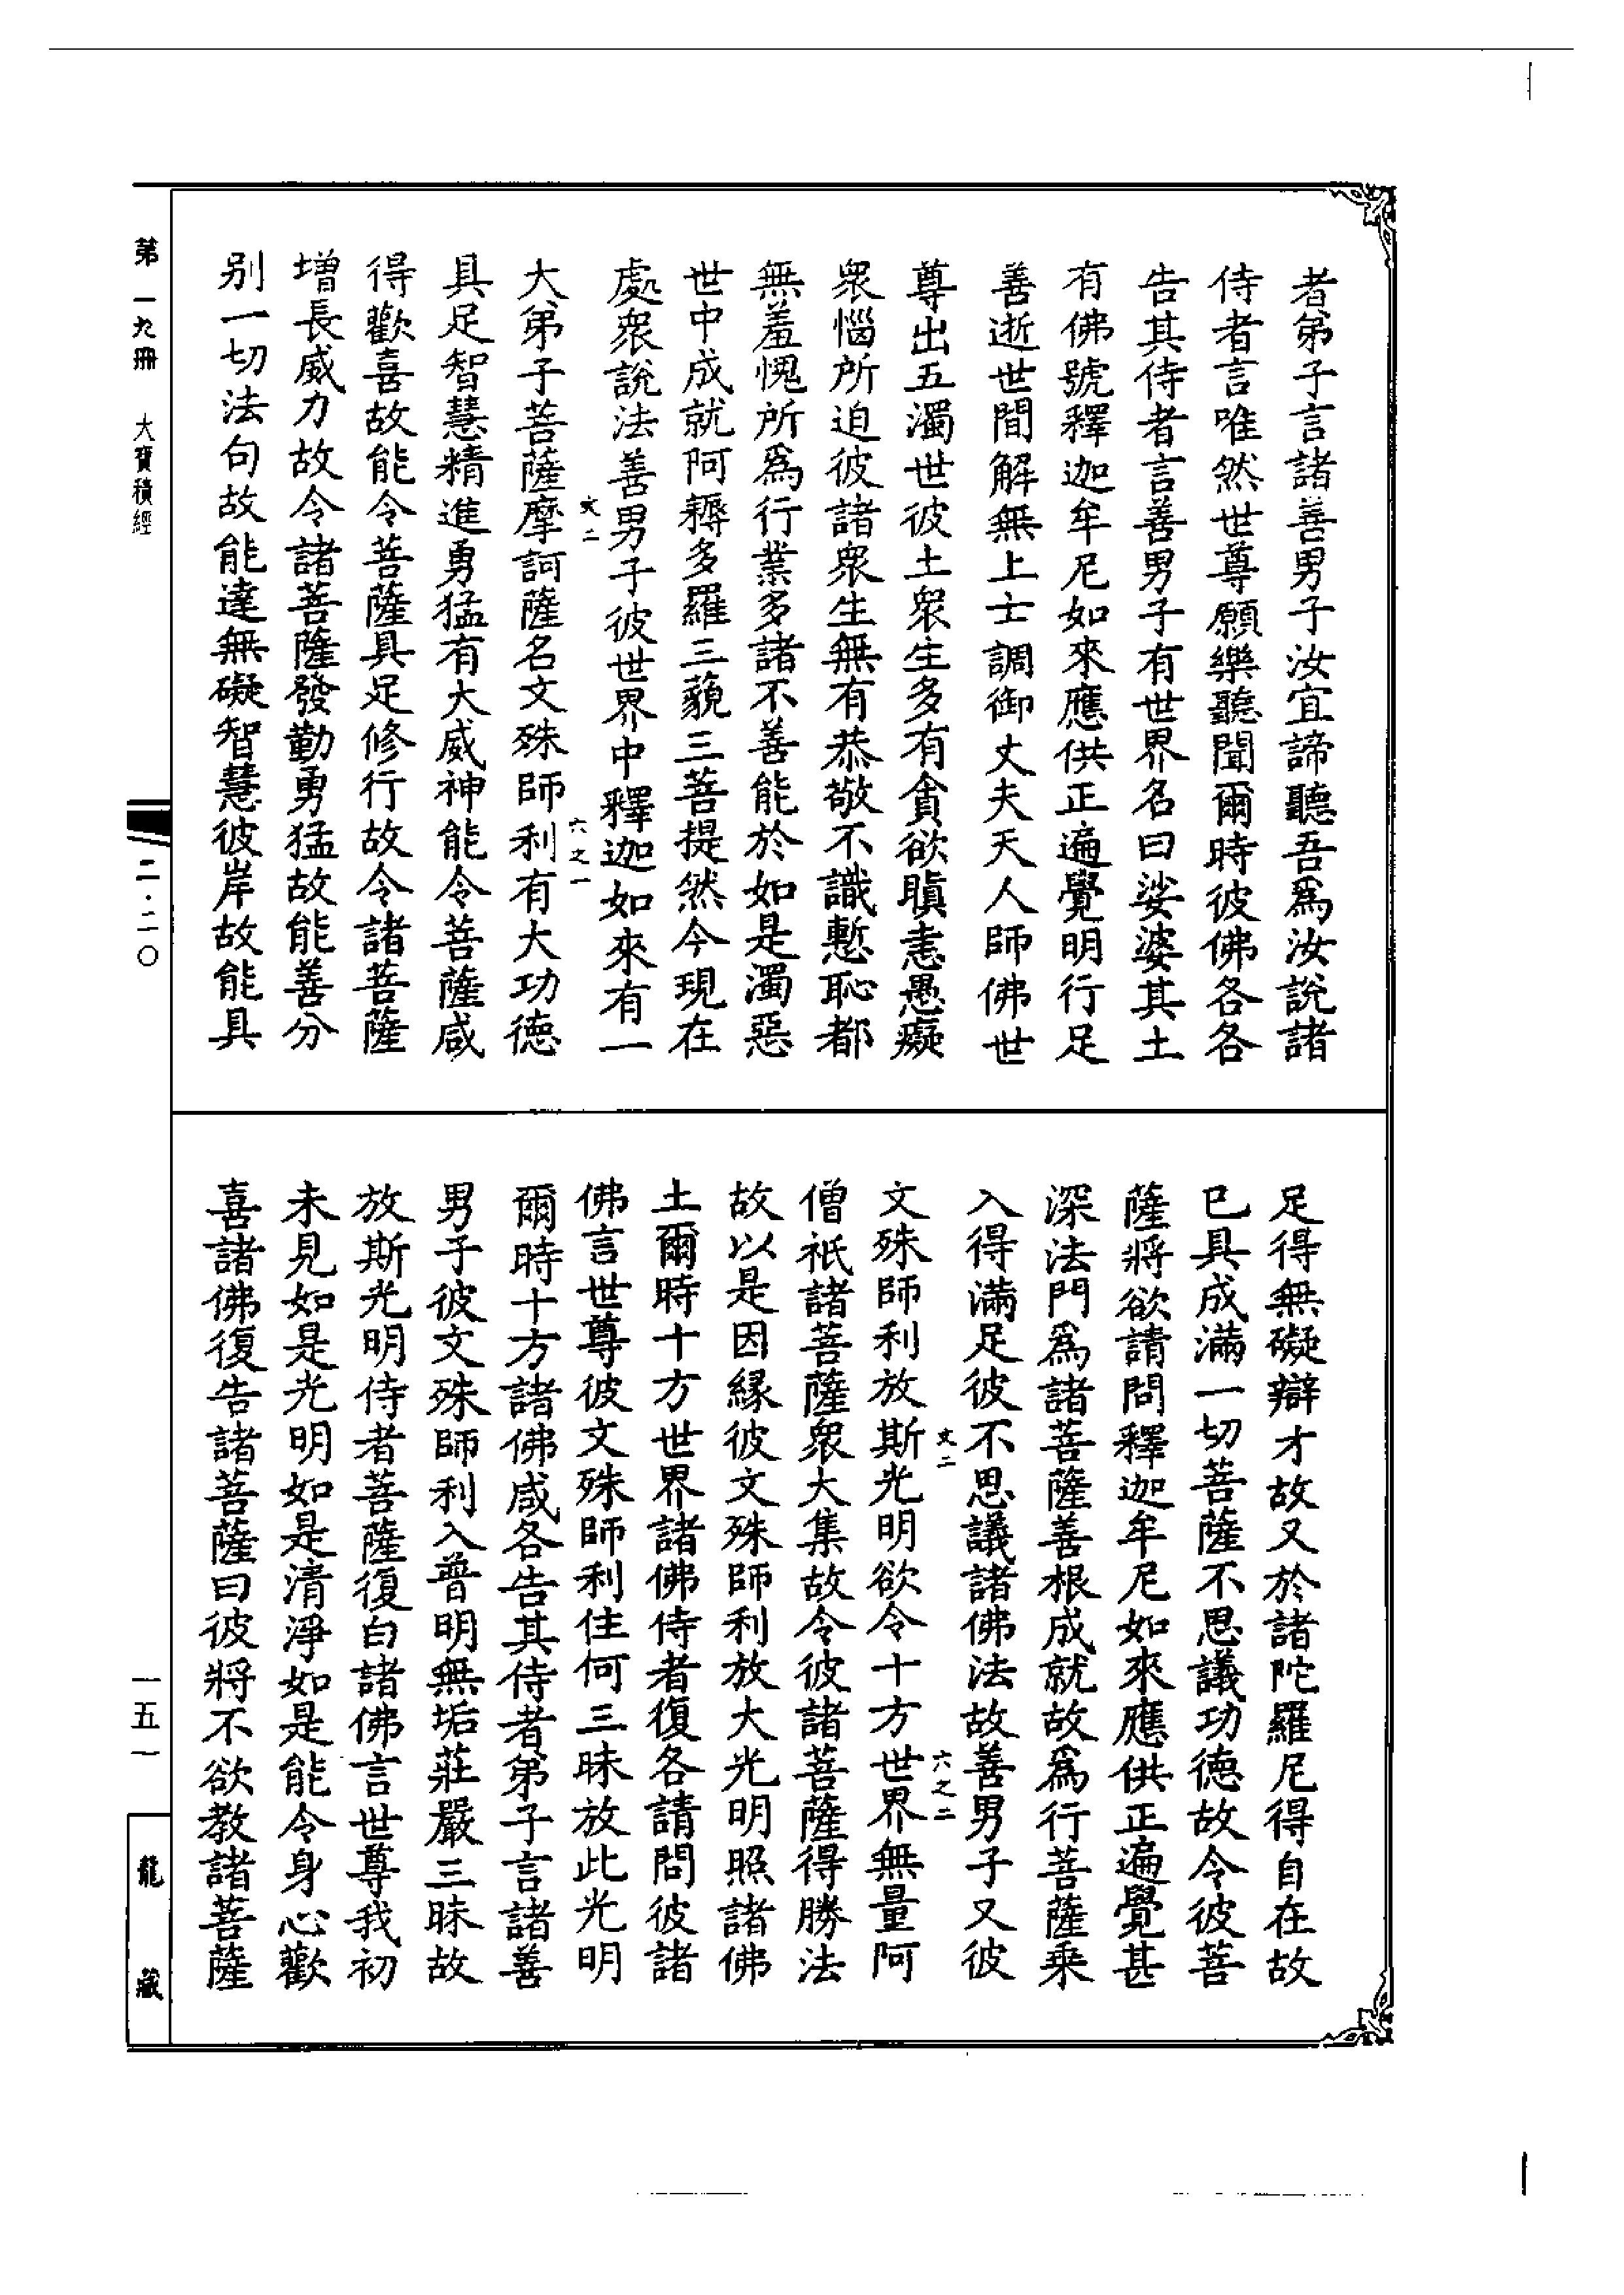 者弟子言諸善男子汝宜諦聽吾爲汝說諸
侍者言唯然世尊願樂聽聞爾時彼佛各各
告其侍者言善男子有世界名曰娑婆其土
有佛號釋迦牟尼如來應供正遍覺明行足
善逝世間解無上士調御丈夫天人師佛世
尊出五濁世彼土衆生多有貪欲瞋恚愚癡
衆惱所迫彼諸衆生無有恭敬不識慙恥都
無羞愧所爲行業多諸不善能於如是濁惡
世中成就阿耨多羅三藐三菩提然今現在
處衆說法善男子彼世界中釋迦如來有一
文二
六之一
大弟子菩薩摩訶薩名文殊師利有大功德
具足智慧精進勇猛有大威神能令菩薩咸
得歡喜故能令菩薩具足修行故令諸菩薩
增長威力故令諸菩薩發勤勇猛故能善分
别一切法句故能達無礙智慧彼岸故能具
足得無礙辯才故又於諸陀羅尼得自在故
已具成滿一切菩薩不思議功德故令彼菩
薩將欲請問釋迦牟尼如來應供正遍覺甚
深法門爲諸菩薩善根成就故爲行菩薩乘
入得滿足彼不思議諸佛法故善男子又彼
文二
六之二
文殊師利放斯光明欲令十方世界無量阿
僧祇諸菩薩衆大集故令彼諸菩薩得勝法
故以是因緣彼文殊師利放大光明照諸佛
土爾時十方世界諸佛侍者復各請問彼諸
佛言世尊彼文殊師利住何三昧放此光明
爾時十方諸佛咸各告其侍者弟子言諸善
男子彼文殊師利入普明無垢莊嚴三昧故
放斯光明侍者菩薩復白諸佛言世尊我初
未見如是光明如是清淨如是能令身心歡
喜諸佛復告諸菩薩曰彼將不欲教諸菩薩
第一九冊
大寶積經
二·二〇
一五一
龍藏